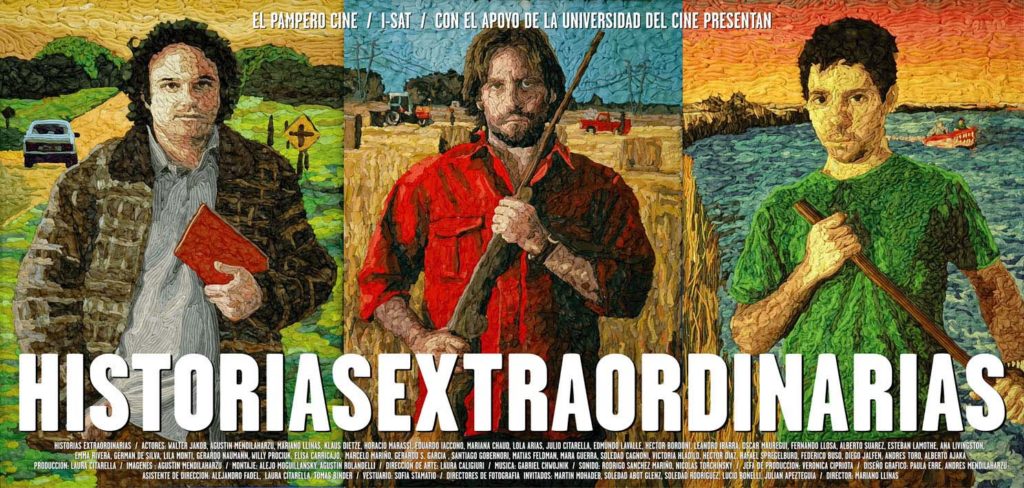 EL PAMPERO CINE / I-SAT / CON EL APOYO DE LA UNIVERSIDAD DEL CINE PRESENTAN
HISTORIASEXTRAORDINARIAS
HISTORIAS EXTRAORDINARIAS / ACTORES: WALTER JAKOB, AGUSTIN MENDILAHARZU, MARIANO LLINAS, KLAUS DIETZE, HORACIO MARASSI, EDUARDO IACCONO, MARIANA CHAUD, LOLA ARIAS, JULIO CITARELLA, EDMUNDO LAVALLE, HECTOR BORDONI, LEANDRO IBARRA, OSCAR MAUREGUI, FERNANDO LLOSA, ALBERTO SUAREZ, ESTEBAN LAMOTHE, ANA LIVINGSTON,
EMMA RIVERA, GERMAN DE SILVA, LILA MONTI, GERARDO NAUMANN, WILLY PROCIUK, ELISA CARRICAJO, MARCELO MARIÑO, GERARDO S. GARCIA, SANTIAGO GOBERNORI, MATIAS FELDMAN, MARA GUERRA, SOLEDAD CAGNONI, VICTORIA HLADILO, HECTOR DIAZ, RAFAEL SPREGELBURD, FEDERICO BUSO, DIEGO JALFEN, ANDRES TORO, ALBERTO AJAKA
PRODUCCION: LAURA CITARELLA / IMAGENES: AGUSTIN MENDILAHARZU / MONTAJE: ALEJO MOGUILLANSKY, AGUSTIN ROLANDELLI / DIRECCION DE ARTE: LAURA CALIGIURI / MUSICA: GABRIEL CHWOJNIK / SONIDO: RODRIGO SANCHEZ MARIÑO, NICOLAS TORCHINSKY / JEFA DE PRODUCCION: VERONICA CIPRIOTA / DISEÑO GRAFICO: PAULA ERRE, ANDRES MENDILAHARZU
ASISTENTE DE DIRECCION: ALEJANDRO FADEL, LAURA CITARELLA, TOMAS BINDER / VESTUARIO: SOFIA STAMATIO / DIRECTORES DE FOTOGRAFIA INVITADOS: MARTIN MOHADEB, SOLEDAD ABOT GLENZ, SOLEDAD RODRIGUEZ, LUCIO BONELLI, JULIAN APEZTEGUIA / DIRECTOR: MARIANO LLINAS